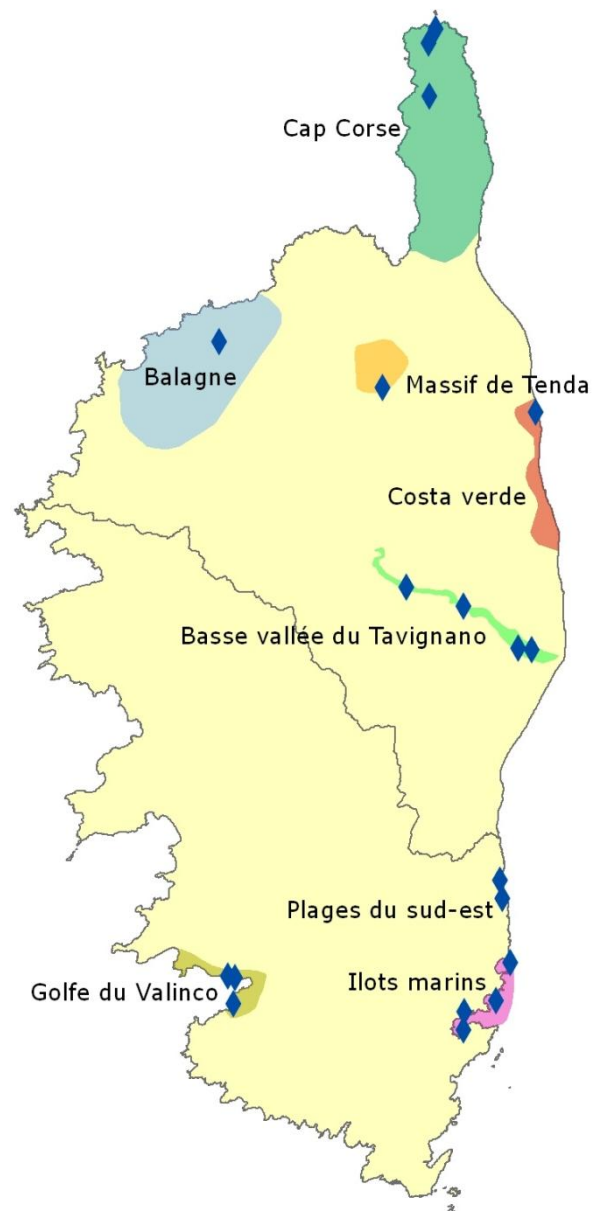 Cap Corse
Balagne
Massif de Tenda
Costa verde
Basse vallée du Tavignano
Plages du sud-est
Ilots marins
Golfe du Valinco